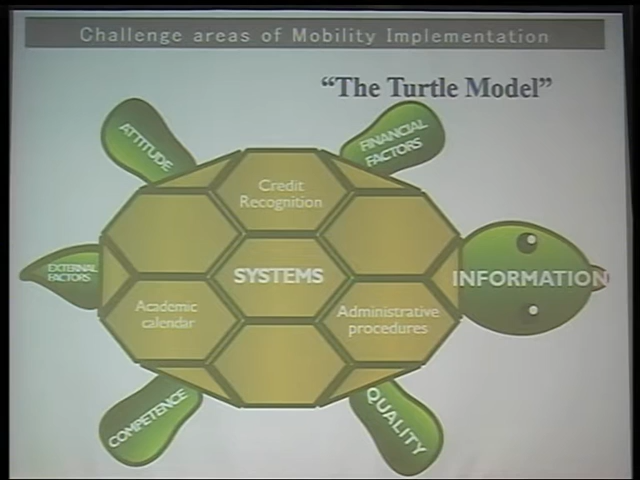 Challenge areas of Mobility Implementation
“The Turtle Model”
ATTITUDE
FINANCIAL
FACTORS
Credit
Recognition
EXTERNAL
FACTORS
SYSTEMS
INFORMATION
Academic
calendar
Administrative
procedures
COMPETENCE
QUALITY